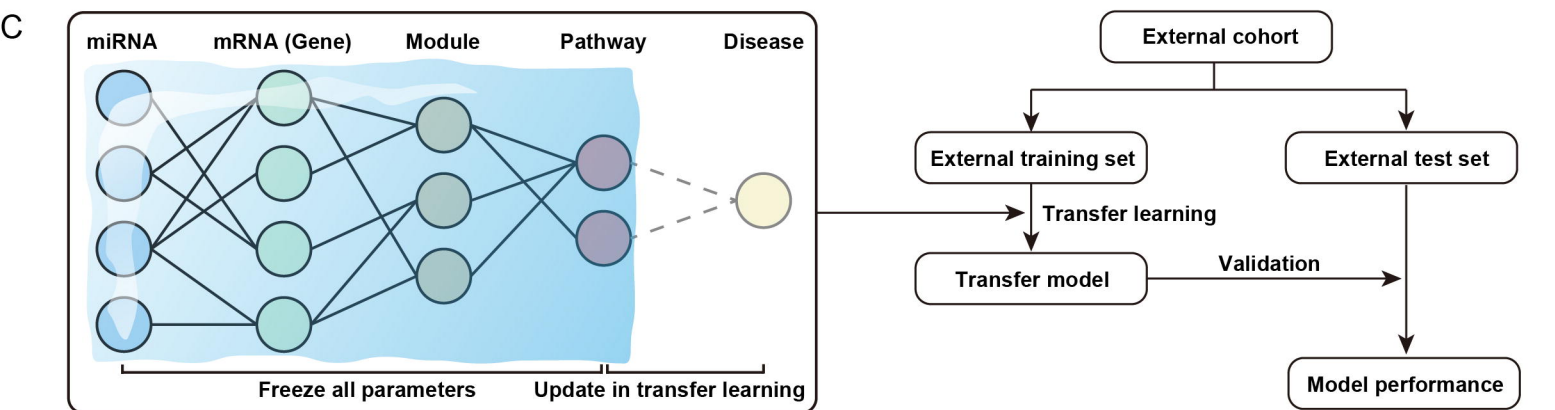 C
miRNA mRNA (Gene) Module Pathway Disease
Freeze all parameters Update in transfer learning
External cohort
External training set External test set
Transfer learning
Transfer model
Validation
Model performance